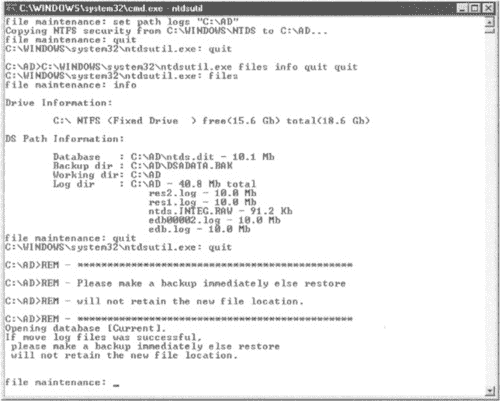 C:\WINDOWS\system32\cmd.exe - ntdsutil
file maintenance: set path logs "C:\AD"
Copying NTFS security from C:\WINDOWS\NTDS to C:\AD...
file maintenance: quit
C:\WINDOWS\system32\ntdsutil.exe: quit
C:\AD>C:\WINDOWS\system32\ntdsutil.exe files info quit quit
C:\WINDOWS\system32\ntdsutil.exe: files
file maintenance: info
Drive Information:
C:\ NTFS (Fixed Drive ) free(15.6 Gb) total(18.6 Gb)
DS Path Information:
Database : C:\AD\ntds.dit - 10.1 Mb
Backup dir : C:\AD\DSADATA.BAK
Working dir: C:\AD
Log dir : C:\AD - 40.8 Mb total
res2.log - 10.0 Mb
res1.log - 10.0 Mb
ntds.INTEG.RAW - 91.2 Kb
edb00002.log - 10.0 Mb
edb.log - 10.0 Mb
file maintenance: quit
C:\WINDOWS\system32\ntdsutil.exe: quit
C:\AD>REM - **********************************************
C:\AD>REM - Please make a backup immediately else restore
C:\AD>REM - will not retain the new file location.
C:\AD>REM - **********************************************
Opening database [Current].
If move log files was successful,
please make a backup immediately else restore
will not retain the new file location.
file maintenance: _